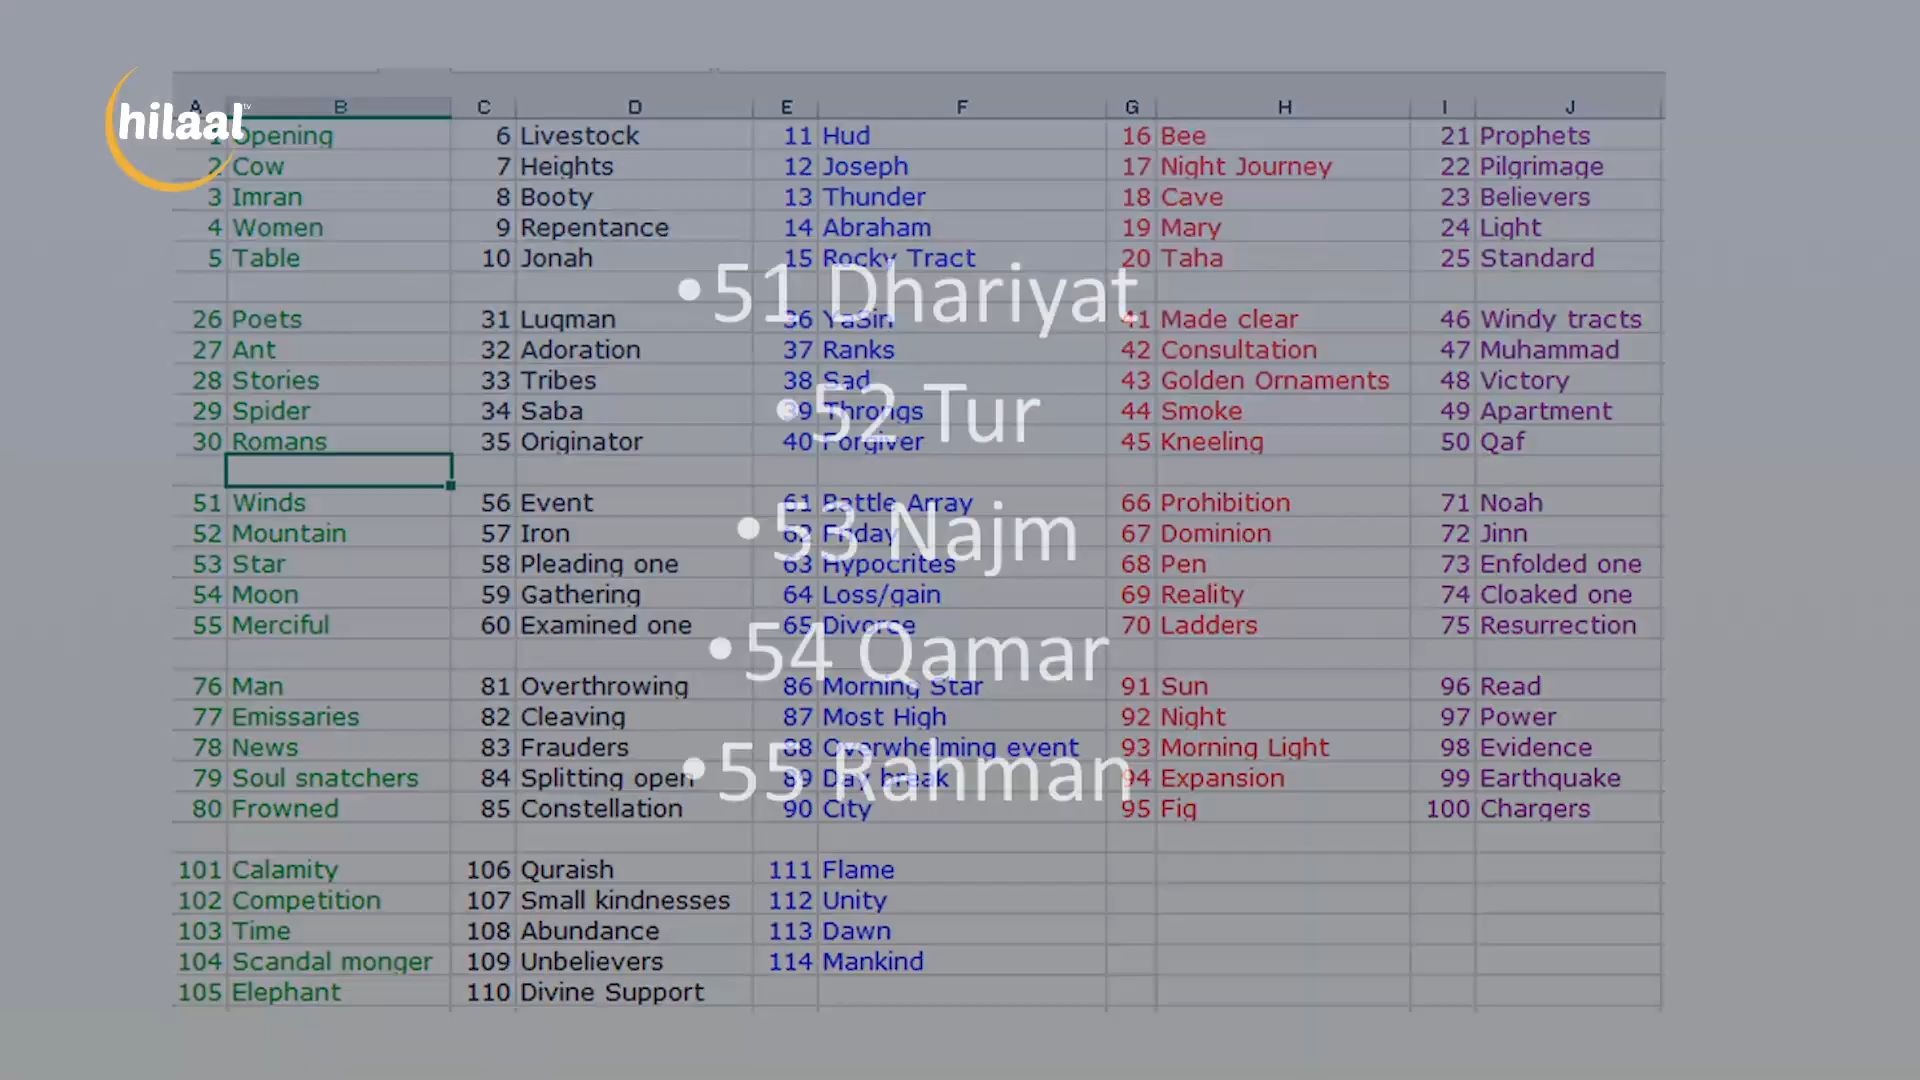 hilaal tv
A B C D E F G H I J
1 Opening 6 Livestock 11 Hud 16 Bee 21 Prophets
2 Cow 7 Heights 12 Joseph 17 Night Journey 22 Pilgrimage
3 Imran 8 Booty 13 Thunder 18 Cave 23 Believers
4 Women 9 Repentance 14 Abraham 19 Mary 24 Light
5 Table 10 Jonah 15 Rocky Tract 20 Taha 25 Standard
•51 Dhariyat
26 Poets 31 Luqman 36 YaSin 41 Made clear 46 Windy tracts
27 Ant 32 Adoration 37 Ranks 42 Consultation 47 Muhammad
28 Stories 33 Tribes 38 Sad 43 Golden Ornaments 48 Victory
•52 Tur
29 Spider 34 Saba 39 Throngs 44 Smoke 49 Apartment
30 Romans 35 Originator 40 Forgiver 45 Kneeling 50 Qaf
51 Winds 56 Event 61 Battle Array 66 Prohibition 71 Noah
•53 Najm
52 Mountain 57 Iron 62 Friday 67 Dominion 72 Jinn
53 Star 58 Pleading one 63 Hypocrites 68 Pen 73 Enfolded one
54 Moon 59 Gathering 64 Loss/gain 69 Reality 74 Cloaked one
55 Merciful 60 Examined one 65 Divorce 70 Ladders 75 Resurrection
•54 Qamar
76 Man 81 Overthrowing 86 Morning Star 91 Sun 96 Read
77 Emissaries 82 Cleaving 87 Most High 92 Night 97 Power
78 News 83 Frauders 88 Overwhelming event 93 Morning Light 98 Evidence
•55 Rahman
79 Soul snatchers 84 Splitting open 89 Day break 94 Expansion 99 Earthquake
80 Frowned 85 Constellation 90 City 95 Fig 100 Chargers
101 Calamity 106 Quraish 111 Flame
102 Competition 107 Small kindnesses 112 Unity
103 Time 108 Abundance 113 Dawn
104 Scandal monger 109 Unbelievers 114 Mankind
105 Elephant 110 Divine Support